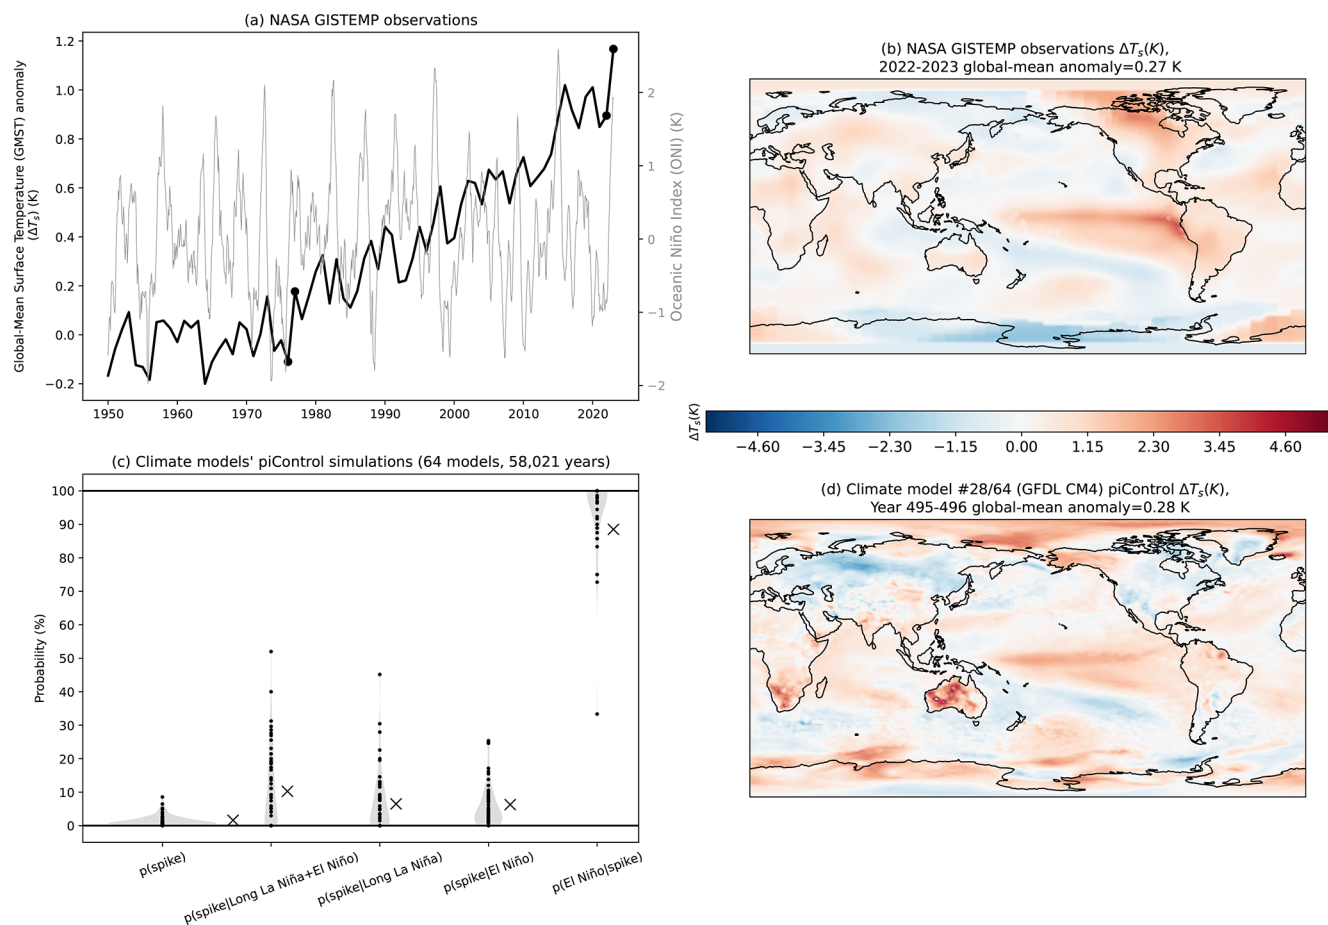 (a) NASA GISTEMP observations
Global-Mean Surface Temperature (GMST) anomaly
(ΔTs) (K)
1.2
1.0
0.8
0.6
0.4
0.2
0.0
−0.2
2
1
0
−1
−2
Oceanic Niño Index (ONI) (K)
1950
1960
1970
1980
1990
2000
2010
2020
(b) NASA GISTEMP observations ΔTs(K),
2022-2023 global-mean anomaly=0.27 K
ΔTs(K)
−4.60
−3.45
−2.30
−1.15
0.00
1.15
2.30
3.45
4.60
(c) Climate models' piControl simulations (64 models, 58,021 years)
Probability (%)
100
90
80
70
60
50
40
30
20
10
0
p(spike)
p(spike|Long La Niña+El Niño)
p(spike|Long La Niña)
p(spike|El Niño)
p(El Niño|spike)
(d) Climate model #28/64 (GFDL CM4) piControl ΔTs(K),
Year 495-496 global-mean anomaly=0.28 K